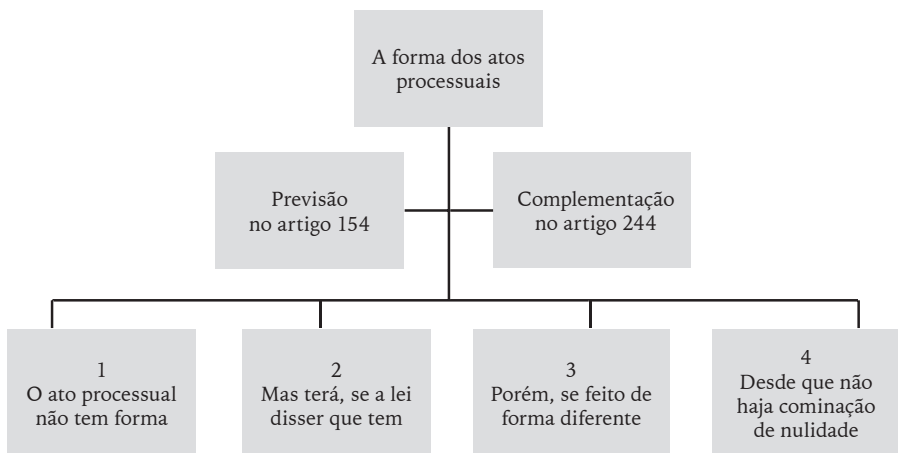 A forma dos atos
processuais
Previsão
no artigo 154
Complementação
no artigo 244
1
O ato processual
não tem forma
2
Mas terá, se a lei
disser que tem
3
Porém, se feito de
forma diferente
4
Desde que não
haja cominação
de nulidade